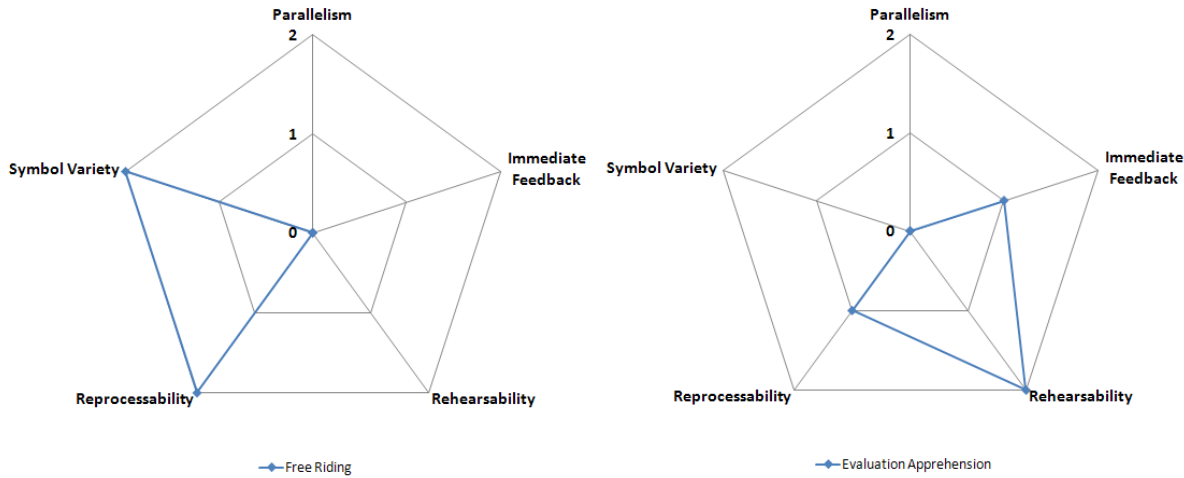 Parallelism
2
1
0
Symbol Variety
Immediate
Feedback
Reprocessability
Rehearsability
Free Riding
Parallelism
2
1
0
Symbol Variety
Immediate
Feedback
Reprocessability
Rehearsability
Evaluation Apprehension